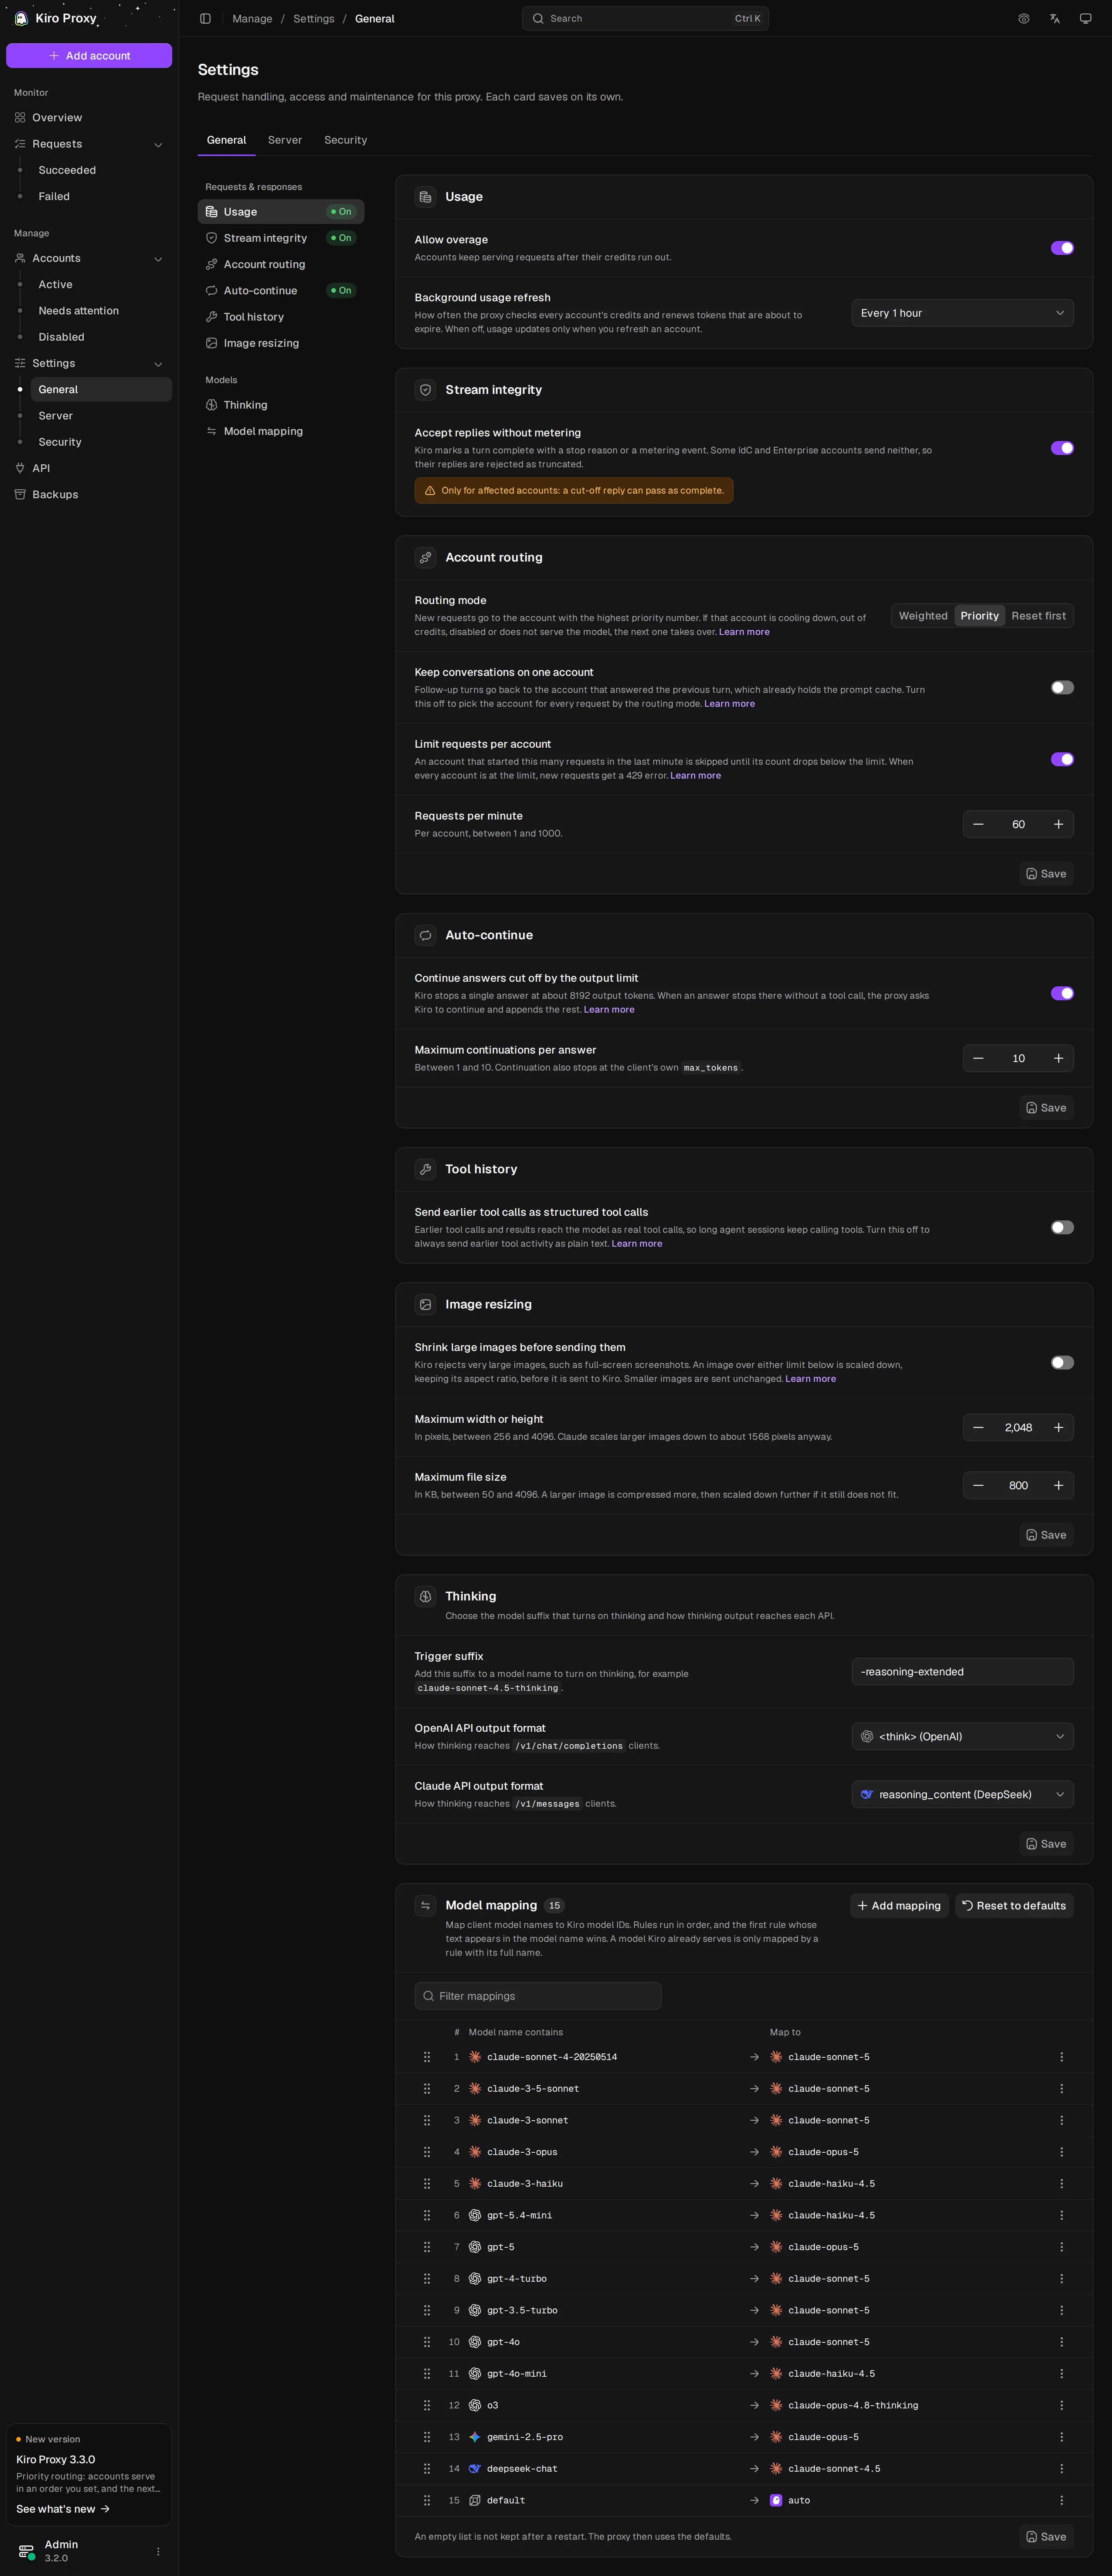 Kiro Proxy
Manage / Settings / General
Search
Ctrl K
Add account
Monitor
Overview
Requests
Succeeded
Failed
Manage
Accounts
Active
Needs attention
Disabled
Settings
General
Server
Security
API
Backups
New version
Kiro Proxy 3.3.0
Priority routing: accounts serve
in an order you set, and the next...
See what's new →
Admin
3.2.0
Settings
Request handling, access and maintenance for this proxy. Each card saves on its own.
General
Server
Security
Requests & responses
Usage
On
Stream integrity
On
Account routing
Auto-continue
On
Tool history
Image resizing
Models
Thinking
Model mapping
Usage
Allow overage
Accounts keep serving requests after their credits run out.
Background usage refresh
How often the proxy checks every account's credits and renews tokens that are about to
expire. When off, usage updates only when you refresh an account.
Every 1 hour
Stream integrity
Accept replies without metering
Kiro marks a turn complete with a stop reason or a metering event. Some IdC and Enterprise accounts send neither, so
their replies are rejected as truncated.
Only for affected accounts: a cut-off reply can pass as complete.
Account routing
Routing mode
New requests go to the account with the highest priority number. If that account is cooling down, out of
credits, disabled or does not serve the model, the next one takes over. Learn more
Weighted
Priority
Reset first
Keep conversations on one account
Follow-up turns go back to the account that answered the previous turn, which already holds the prompt cache. Turn
this off to pick the account for every request by the routing mode. Learn more
Limit requests per account
An account that started this many requests in the last minute is skipped until its count drops below the limit. When
every account is at the limit, new requests get a 429 error. Learn more
Requests per minute
Per account, between 1 and 1000.
60
Save
Auto-continue
Continue answers cut off by the output limit
Kiro stops a single answer at about 8192 output tokens. When an answer stops there without a tool call, the proxy asks
Kiro to continue and appends the rest. Learn more
Maximum continuations per answer
Between 1 and 10. Continuation also stops at the client's own max_tokens.
10
Save
Tool history
Send earlier tool calls as structured tool calls
Earlier tool calls and results reach the model as real tool calls, so long agent sessions keep calling tools. Turn this off to
always send earlier tool activity as plain text. Learn more
Image resizing
Shrink large images before sending them
Kiro rejects very large images, such as full-screen screenshots. An image over either limit below is scaled down,
keeping its aspect ratio, before it is sent to Kiro. Smaller images are sent unchanged. Learn more
Maximum width or height
In pixels, between 256 and 4096. Claude scales larger images down to about 1568 pixels anyway.
2,048
Maximum file size
In KB, between 50 and 4096. A larger image is compressed more, then scaled down further if it still does not fit.
800
Save
Thinking
Choose the model suffix that turns on thinking and how thinking output reaches each API.
Trigger suffix
Add this suffix to a model name to turn on thinking, for example
claude-sonnet-4.5-thinking.
-reasoning-extended
OpenAI API output format
How thinking reaches /v1/chat/completions clients.
<think> (OpenAI)
Claude API output format
How thinking reaches /v1/messages clients.
reasoning_content (DeepSeek)
Save
Model mapping 15
Map client model names to Kiro model IDs. Rules run in order, and the first rule whose
text appears in the model name wins. A model Kiro already serves is only mapped by a
rule with its full name.
Add mapping
Reset to defaults
Filter mappings
# Model name contains Map to
1 claude-sonnet-4-20250514 → claude-sonnet-5
2 claude-3-5-sonnet → claude-sonnet-5
3 claude-3-sonnet → claude-sonnet-5
4 claude-3-opus → claude-opus-5
5 claude-3-haiku → claude-haiku-4.5
6 gpt-5.4-mini → claude-haiku-4.5
7 gpt-5 → claude-opus-5
8 gpt-4-turbo → claude-sonnet-5
9 gpt-3.5-turbo → claude-sonnet-5
10 gpt-4o → claude-sonnet-5
11 gpt-4o-mini → claude-haiku-4.5
12 o3 → claude-opus-4.8-thinking
13 gemini-2.5-pro → claude-opus-5
14 deepseek-chat → claude-sonnet-4.5
15 default → auto
An empty list is not kept after a restart. The proxy then uses the defaults.
Save